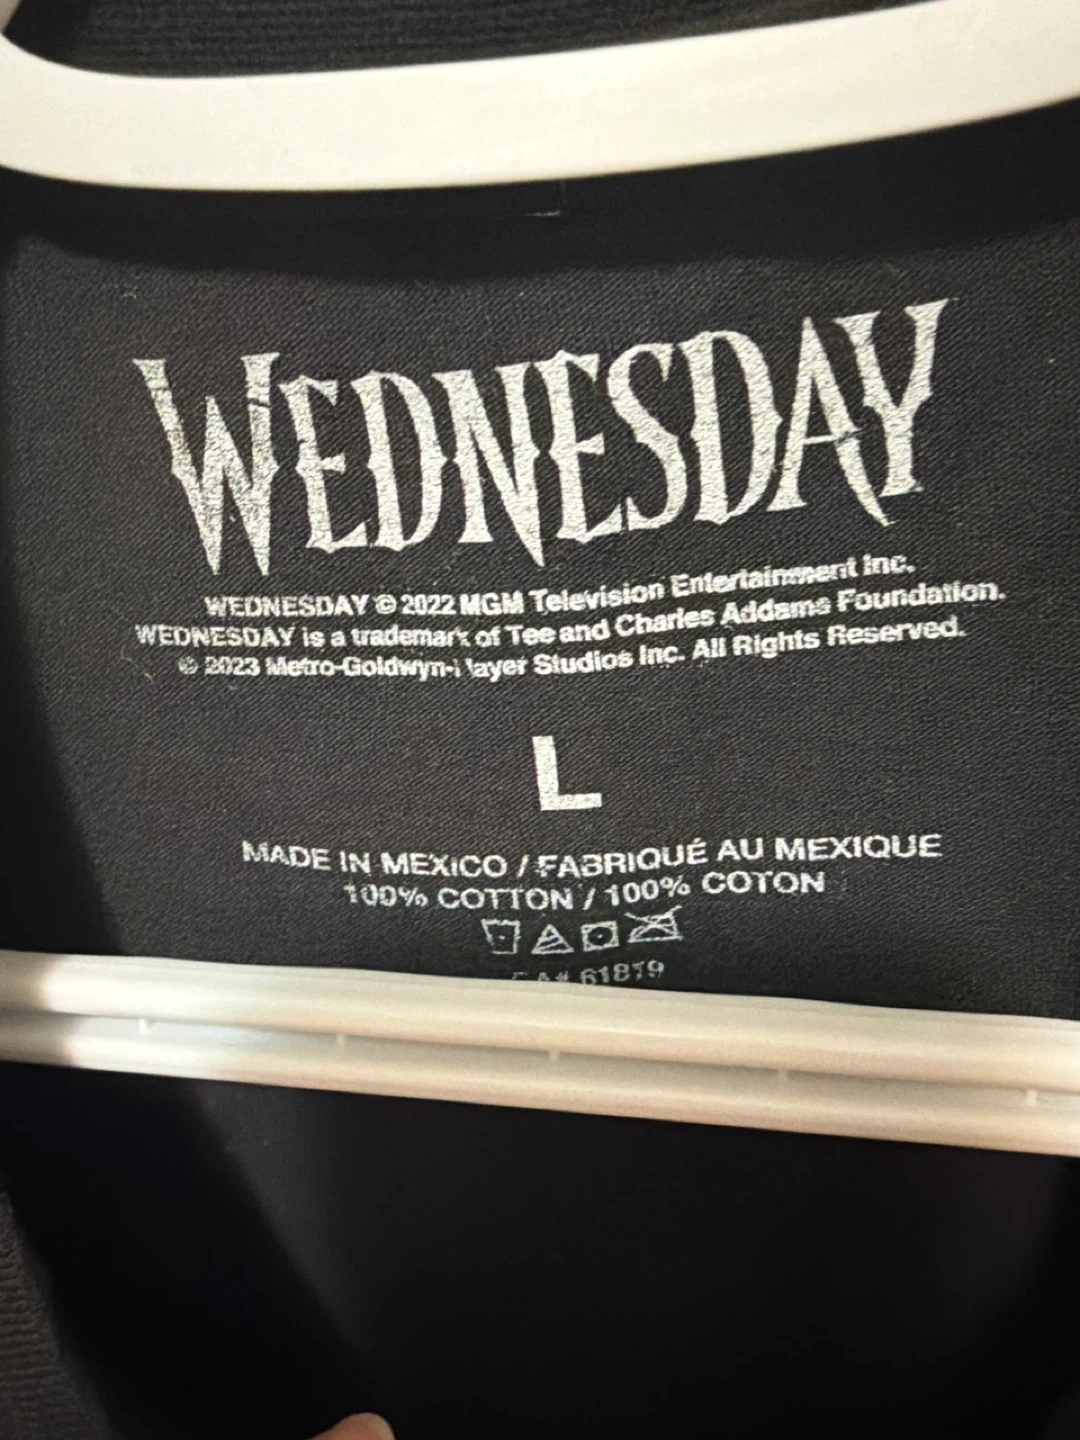 WEDNESDAY
WEDNESDAY © 2022 MGM Television Entertainment Inc.
WEDNESDAY is a trademark of Tee and Charles Addams Foundation.
© 2023 Metro-Goldwyn-Mayer Studios Inc. All Rights Reserved.
L
MADE IN MEXICO / FABRIQUÉ AU MEXIQUE
100% COTTON / 100% COTON
61819